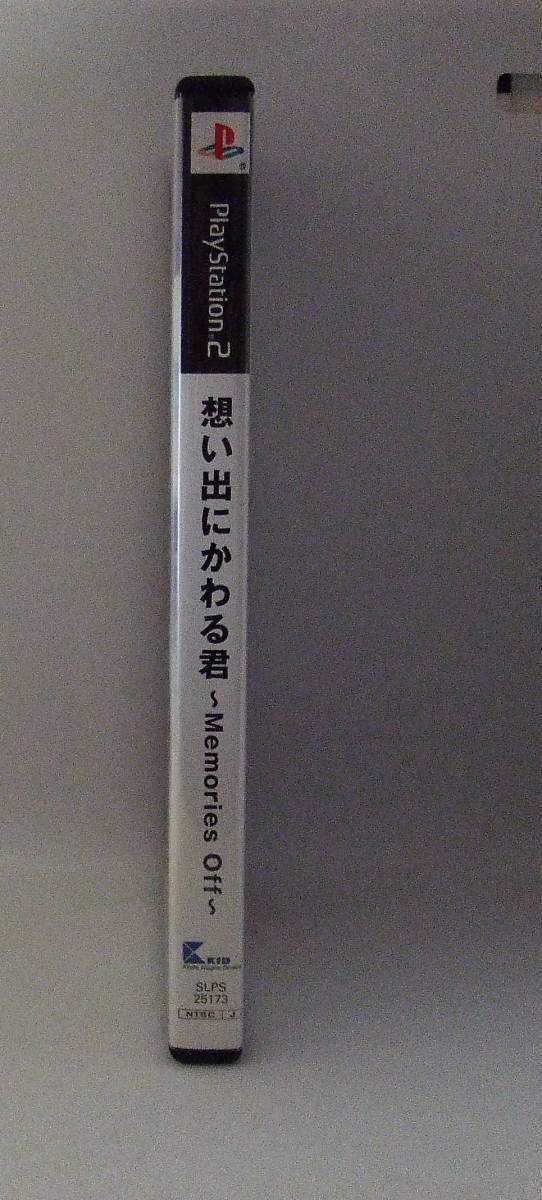 PlayStation.2
想い出にかわる君～Memories Off～
KID
SLPS
25173
NTSC J